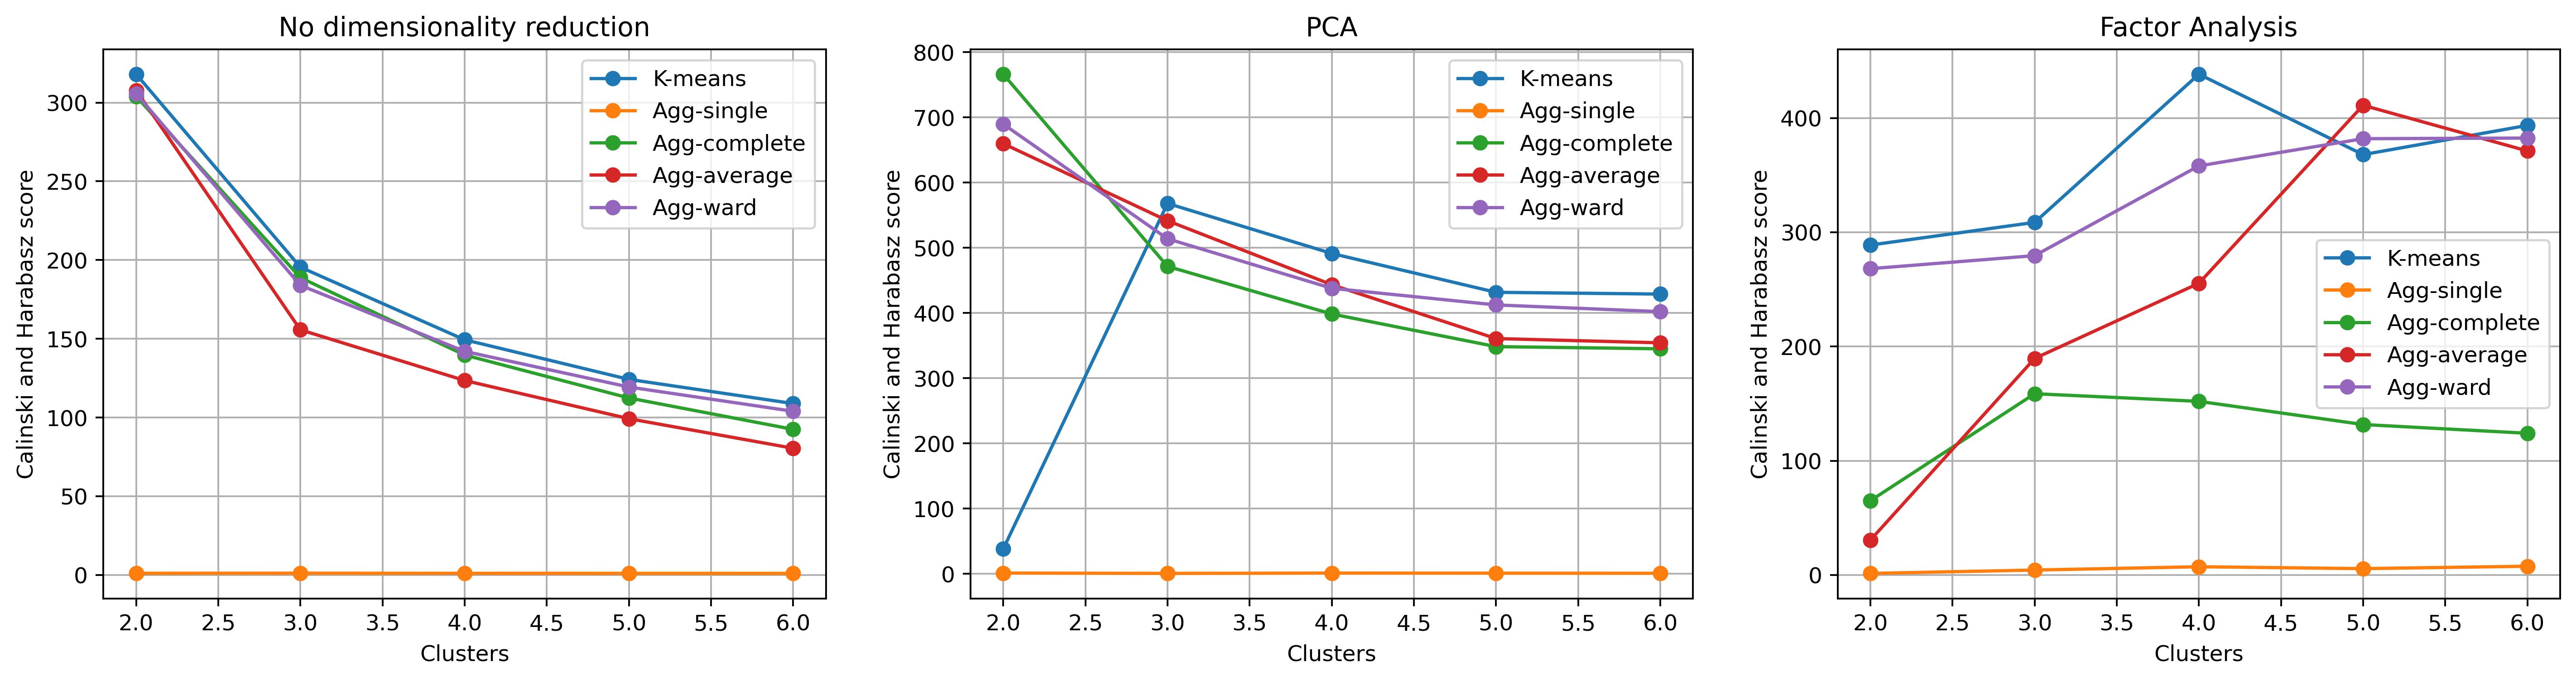 No dimensionality reduction
Calinski and Harabasz score
300
250
200
150
100
50
0
2.0 2.5 3.0 3.5 4.0 4.5 5.0 5.5 6.0
Clusters
K-means
Agg-single
Agg-complete
Agg-average
Agg-ward
PCA
Calinski and Harabasz score
800
700
600
500
400
300
200
100
0
2.0 2.5 3.0 3.5 4.0 4.5 5.0 5.5 6.0
Clusters
K-means
Agg-single
Agg-complete
Agg-average
Agg-ward
Factor Analysis
Calinski and Harabasz score
400
300
200
100
0
2.0 2.5 3.0 3.5 4.0 4.5 5.0 5.5 6.0
Clusters
K-means
Agg-single
Agg-complete
Agg-average
Agg-ward